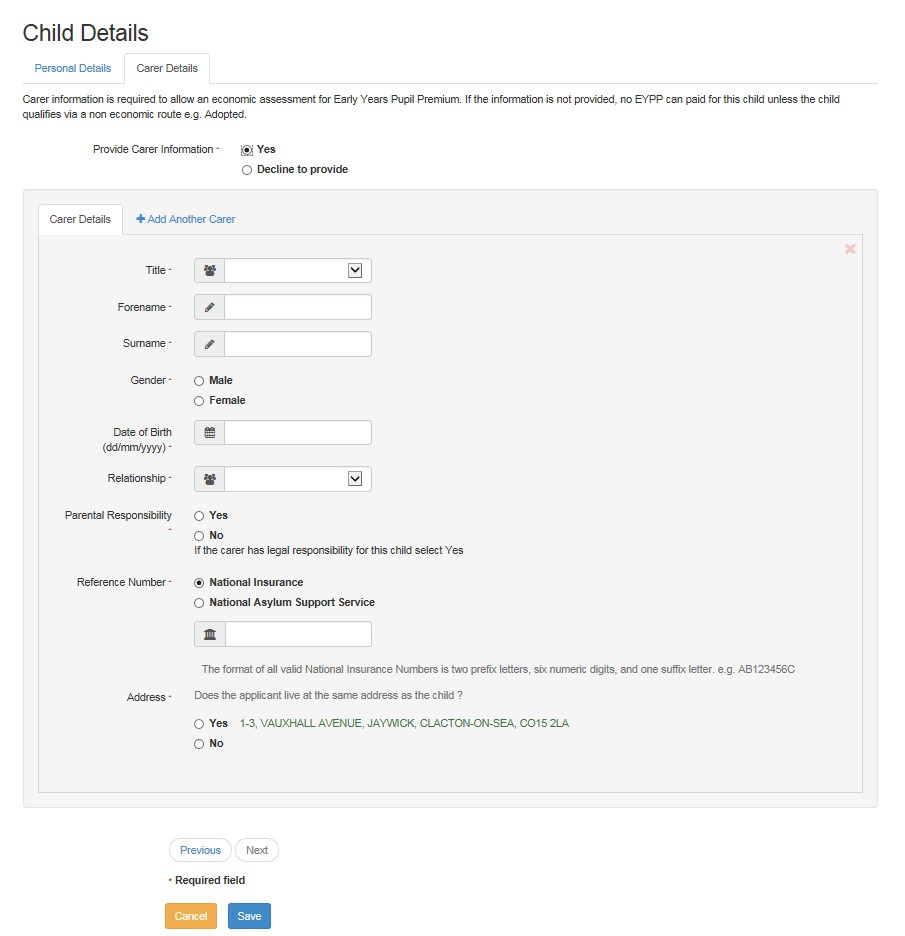 Child Details
Personal Details
Carer Details
Carer information is required to allow an economic assessment for Early Years Pupil Premium. If the information is not provided, no EYPP can paid for this child unless the child
qualifies via a non economic route e.g. Adopted.
Provide Carer Information *
Yes
Decline to provide
Carer Details
Add Another Carer
Title *
Forename *
Surname *
Gender *
Male
Female
Date of Birth
(dd/mm/yyyy) *
Relationship *
Parental Responsibility
*
Yes
No
If the carer has legal responsibility for this child select Yes
Reference Number *
National Insurance
National Asylum Support Service
The format of all valid National Insurance Numbers is two prefix letters, six numeric digits, and one suffix letter. e.g. AB123456C
Address *
Does the applicant live at the same address as the child ?
Yes 1-3, VAUXHALL AVENUE, JAYWICK, CLACTON-ON-SEA, CO15 2LA
No
Previous
Next
* Required field
Cancel
Save